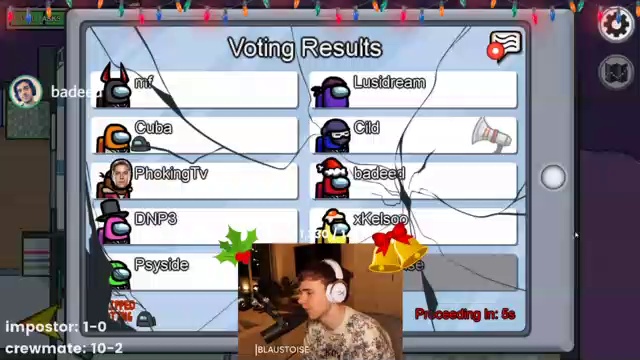 Voting Results
mf
Lusidream
badeed
Cuba
Cild
PhokingTv
badeed
DNP3
xKelsoo
Psyside
Proceeding In: 5s
impostor: 1-0
crewmate: 10-2
|BLAUSTOISE